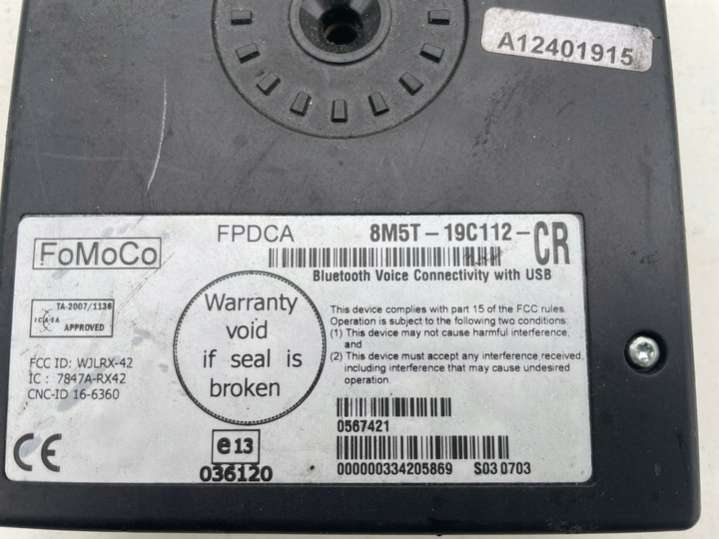 A12401915
FoMoCo
FPDCA
8M5T-19C112-CR
Bluetooth Voice Connectivity with USB
TA-2007/1136
ICASA
APPROVED
FCC ID: WJLRX-42
IC : 7847A-RX42
CNC-ID 16-6360
CE
Warranty
void
if seal is
broken
This device complies with part 15 of the FCC rules.
Operation is subject to the following two conditions:
(1) This device may not cause harmful interference,
and
(2) This device must accept any interference received,
including interference that may cause undesired
operation.
0567421
e13
036120
000000334205869 S03 0703